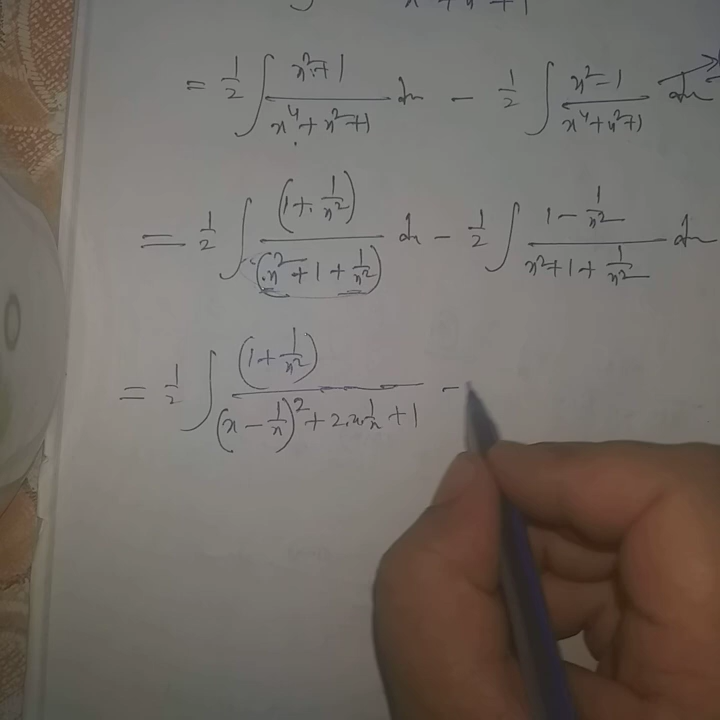 = 1/2 ∫ (x²+1)/(x⁴+x²+1) dx − 1/2 ∫ (x²−1)/(x⁴+x²+1) dx
= 1/2 ∫ (1+1/x²)/(x²+1+1/x²) dx − 1/2 ∫ (1−1/x²)/(x²+1+1/x²) dx
= 1/2 ∫ (1+1/x²)/((x−1/x)²+2.x.1/x+1) −